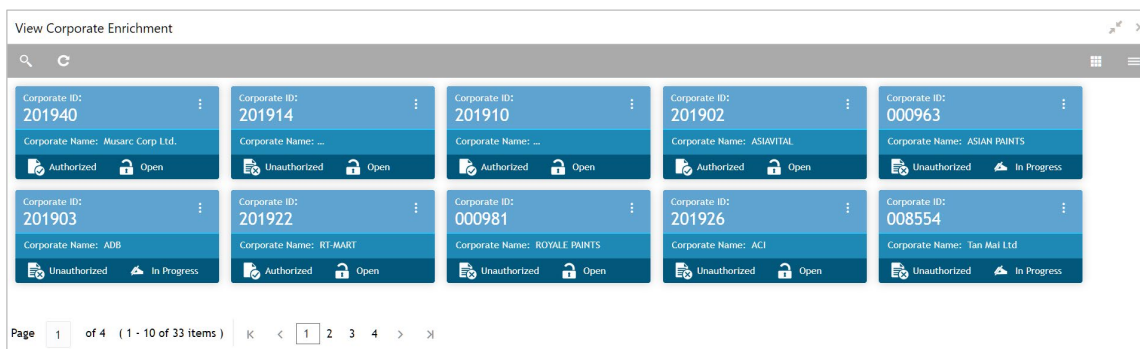 View Corporate Enrichment
Corporate ID: Corporate ID: Corporate ID: Corporate ID: Corporate ID:
201940 201914 201910 201902 000963
Corporate Name: Musarc Corp Ltd. Corporate Name: ... Corporate Name: ... Corporate Name: ASIAVITAL Corporate Name: ASIAN PAINTS
Authorized Open Unauthorized Open Authorized Open Authorized Open Unauthorized In Progress
Corporate ID: Corporate ID: Corporate ID: Corporate ID: Corporate ID:
201903 201922 000981 201926 008554
Corporate Name: ADB Corporate Name: RT-MART Corporate Name: ROYALE PAINTS Corporate Name: ACI Corporate Name: Tan Mai Ltd
Unauthorized In Progress Authorized Open Unauthorized Open Unauthorized Open Unauthorized In Progress
Page 1 of 4 ( 1 - 10 of 33 items ) 1 2 3 4